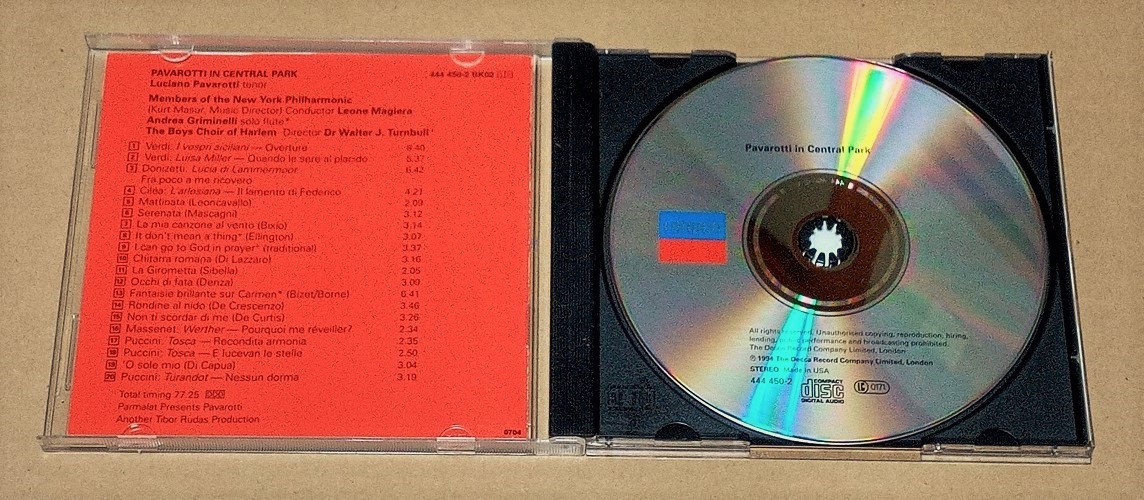 PAVAROTTI IN CENTRAL PARK
444 450-2 BK02
Luciano Pavarotti tenor
Members of the New York Philharmonic
(Kurt Masur, Music Director) Conductor Leone Magiera
Andrea Griminelli solo flute*
The Boys Choir of Harlem Director Dr Walter J. Turnbull
1 Verdi: I vespri siciliani — Overture 8.40
2 Verdi: Luisa Miller — Quando le sere al placido 5.37
3 Donizetti: Lucia di Lammermoor 6.42
Fra poco a me ricovero
4 Cilea: L'arlesiana — Il lamento di Federico 4.21
5 Mattinata (Leoncavallo) 2.09
6 Serenata (Mascagni) 3.12
7 La mia canzone al vento (Bixio) 3.14
8 It don't mean a thing* (Ellington) 3.07
9 I can go to God in prayer* (traditional) 3.37
10 Chitarra romana (Di Lazzaro) 3.16
11 La Girometta (Sibella) 2.05
12 Occhi di fata (Denza) 3.09
13 Fantaisie brillante sur Carmen* (Bizet/Borne) 6.41
14 Rondine al nido (De Crescenzo) 3.46
15 Non ti scordar di me (De Curtis) 3.26
16 Massenet: Werther — Pourquoi me réveiller? 2.34
17 Puccini: Tosca — Recondita armonia 2.35
18 Puccini: Tosca — E lucevan le stelle 2.50
19 'O sole mio (Di Capua) 3.04
20 Puccini: Turandot — Nessun dorma 3.19
Total timing 77.25 DDD
Parmalat Presents Pavarotti
Another Tibor Rudas Production
0704
Pavarotti in Central Park
All rights reserved. Unauthorised copying, reproduction, hiring,
lending, public performance and broadcasting prohibited.
The Decca Record Company Limited, London
℗ 1994 The Decca Record Company Limited, London
STEREO Made in USA
444 450-2
COMPACT
disc
DIGITAL AUDIO
LC 0171